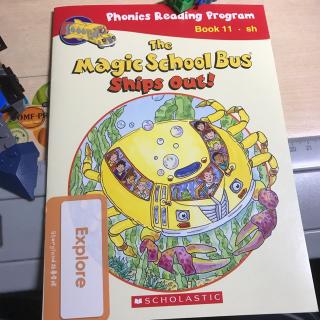 Phonics Reading Program
Book 11 · sh
The
Magic School Bus
Ships Out!
Explore
SCHOLASTIC